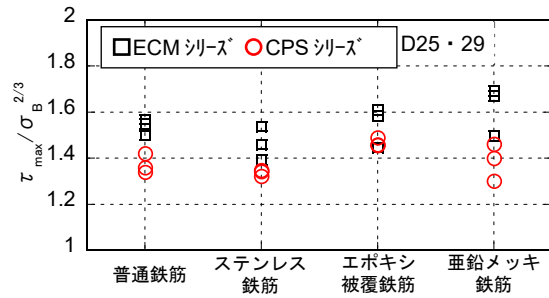 2
1.8
1.6
1.4
1.2
1
τmax/σB2/3
ECM シリーズ CPS シリーズ D25・29
普通鉄筋
ステンレス
鉄筋
エポキシ
被覆鉄筋
亜鉛メッキ
鉄筋